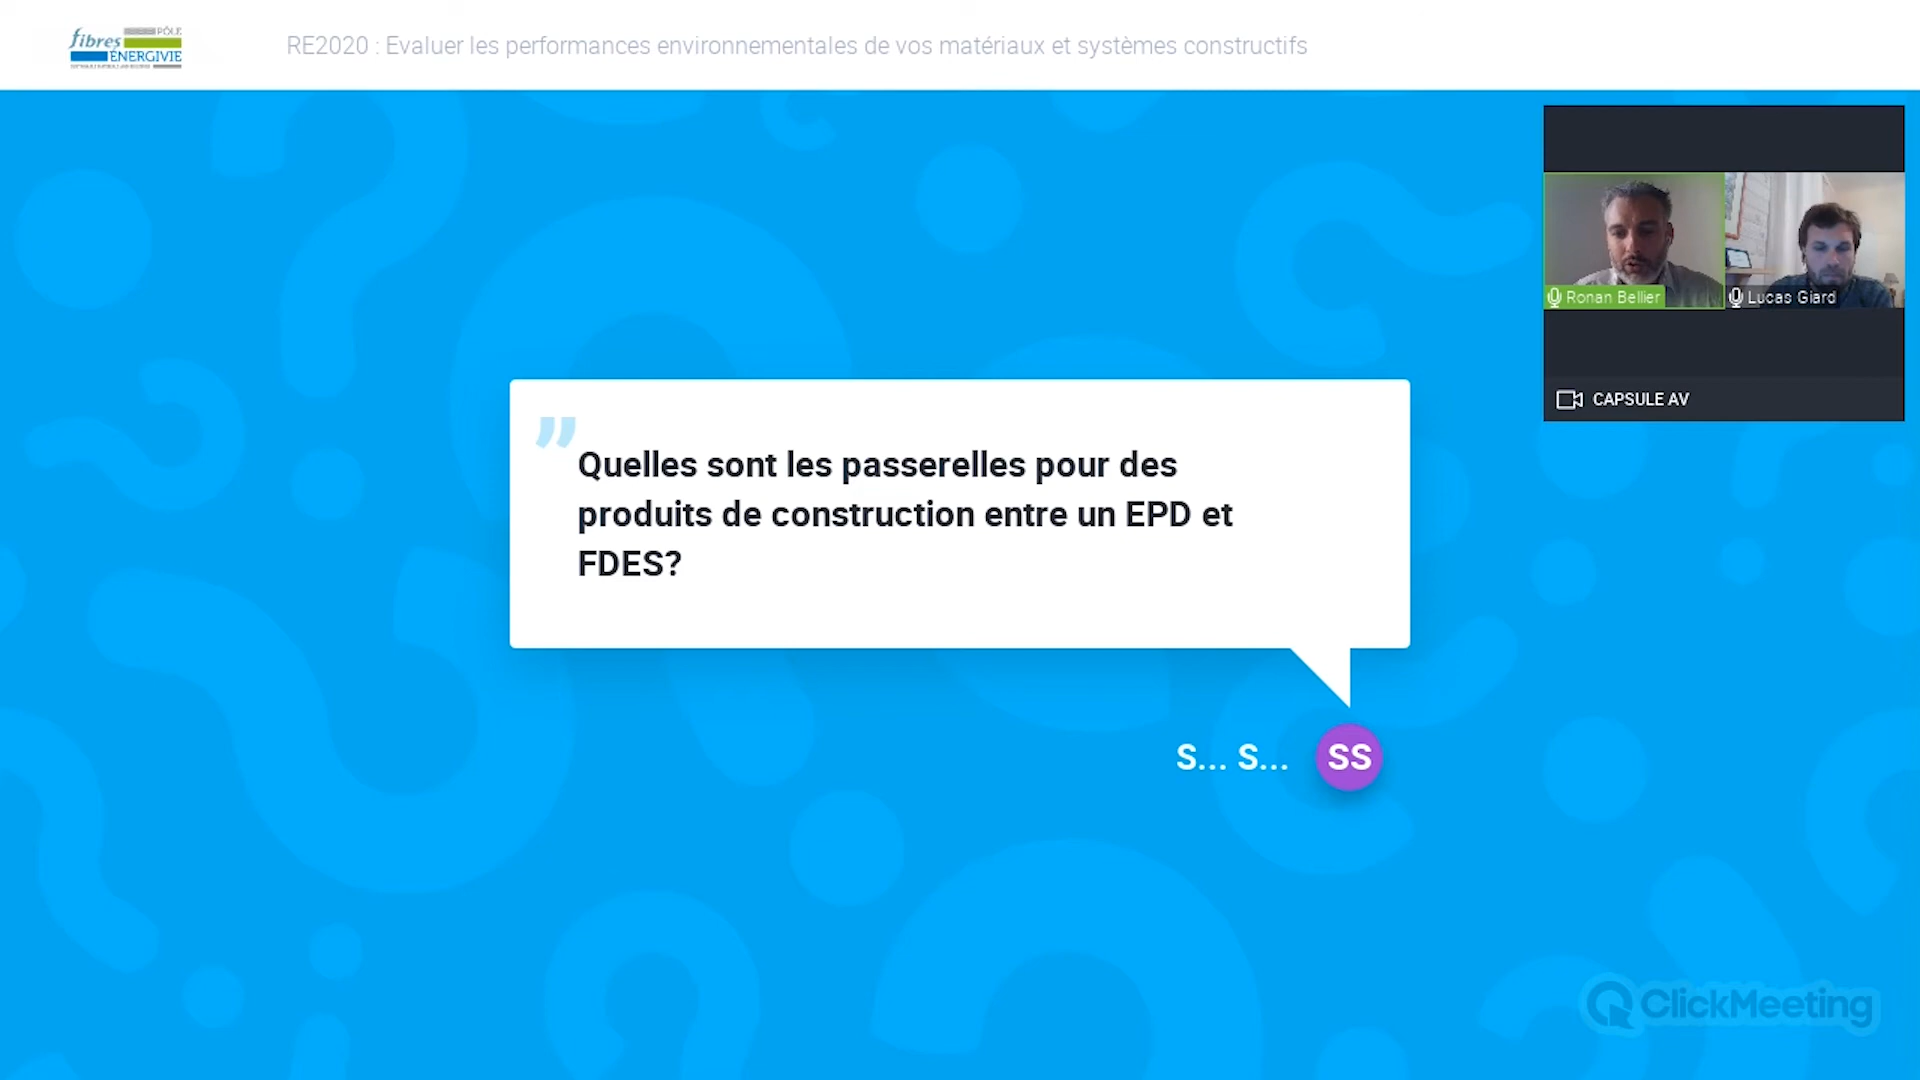 fibres PÔLE
ÉNERGIVIE
RE2020 : Evaluer les performances environnementales de vos matériaux et systèmes constructifs
Ronan Bellier
Lucas Giard
CAPSULE AV
” Quelles sont les passerelles pour des
produits de construction entre un EPD et
FDES?
S... S...
SS
ClickMeeting